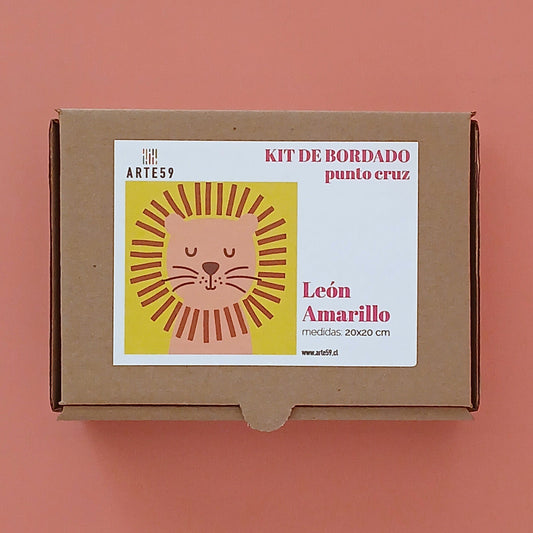 ARTE59
KIT DE BORDADO
punto cruz
León
Amarillo
medidas: 20x20 cm
www.arte59.cl